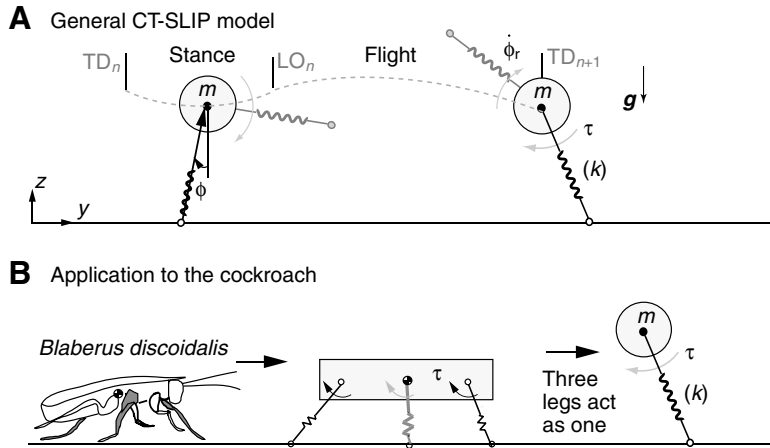 A General CT-SLIP model
TDₙ Stance LOₙ Flight ϕ̇ᵣ TDₙ₊₁
m m g
τ
(k)
ϕ
z
y
B Application to the cockroach
Blaberus discoidalis
τ
Three
legs act
as one
m
τ
(k)